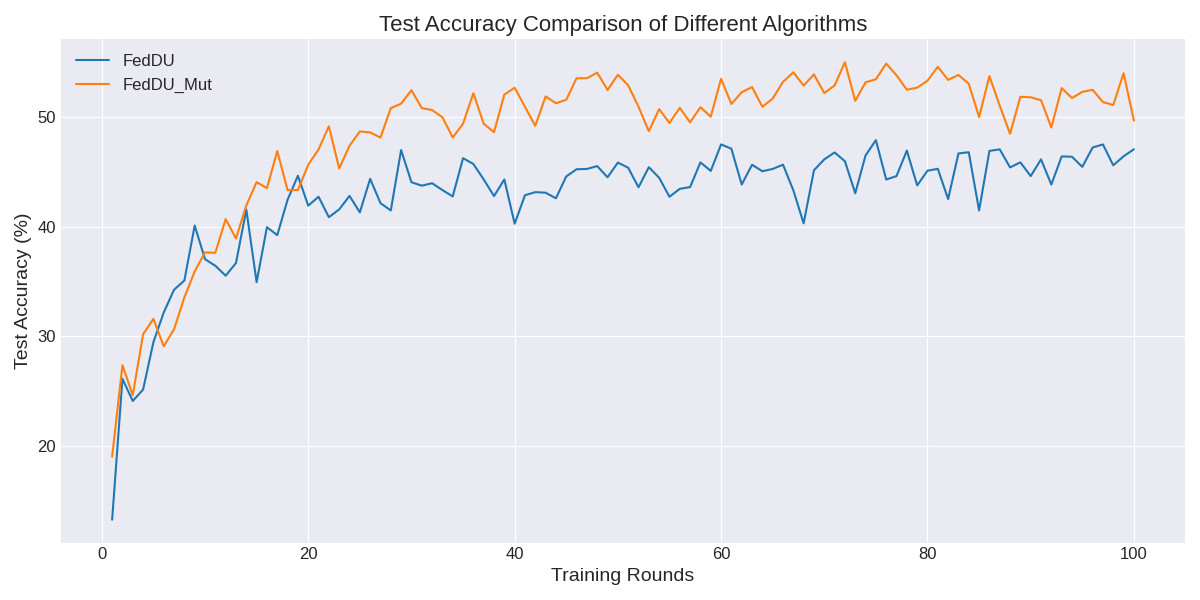 Test Accuracy Comparison of Different Algorithms
FedDU
FedDU_Mut
Test Accuracy (%)
50
40
30
20
0
20
40
60
80
100
Training Rounds